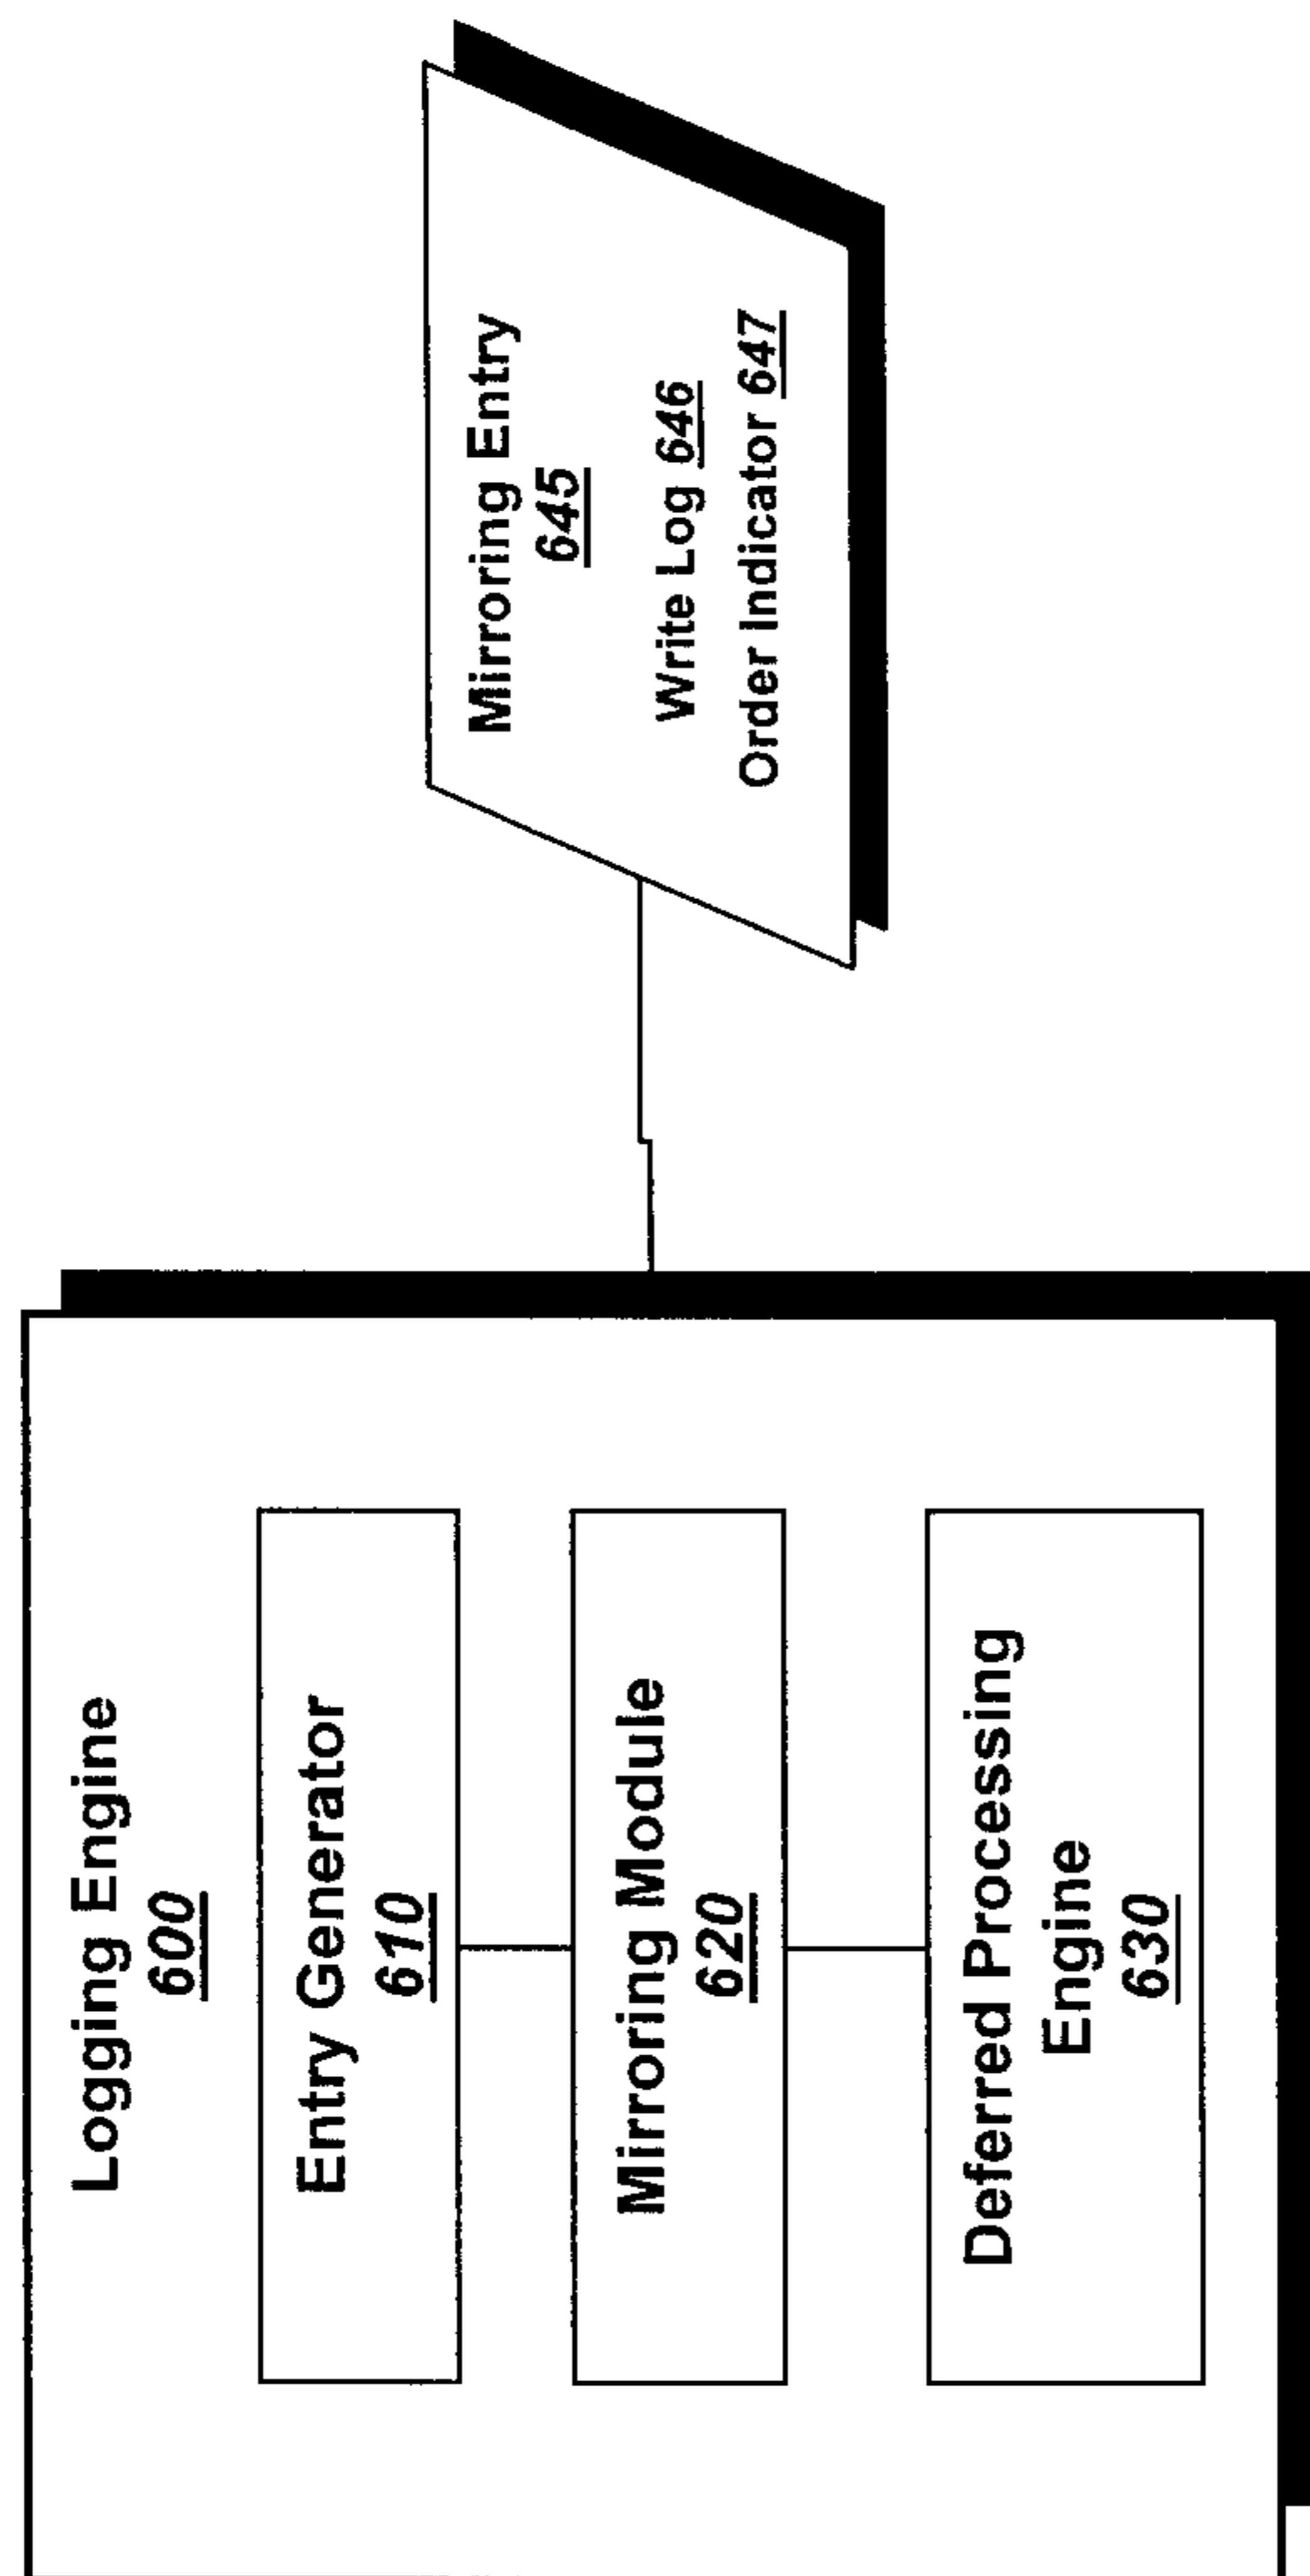 Logging Engine
600
Entry Generator
610
Mirroring Module
620
Deferred Processing
Engine
630
Mirroring Entry
645
Write Log 646
Order Indicator 647